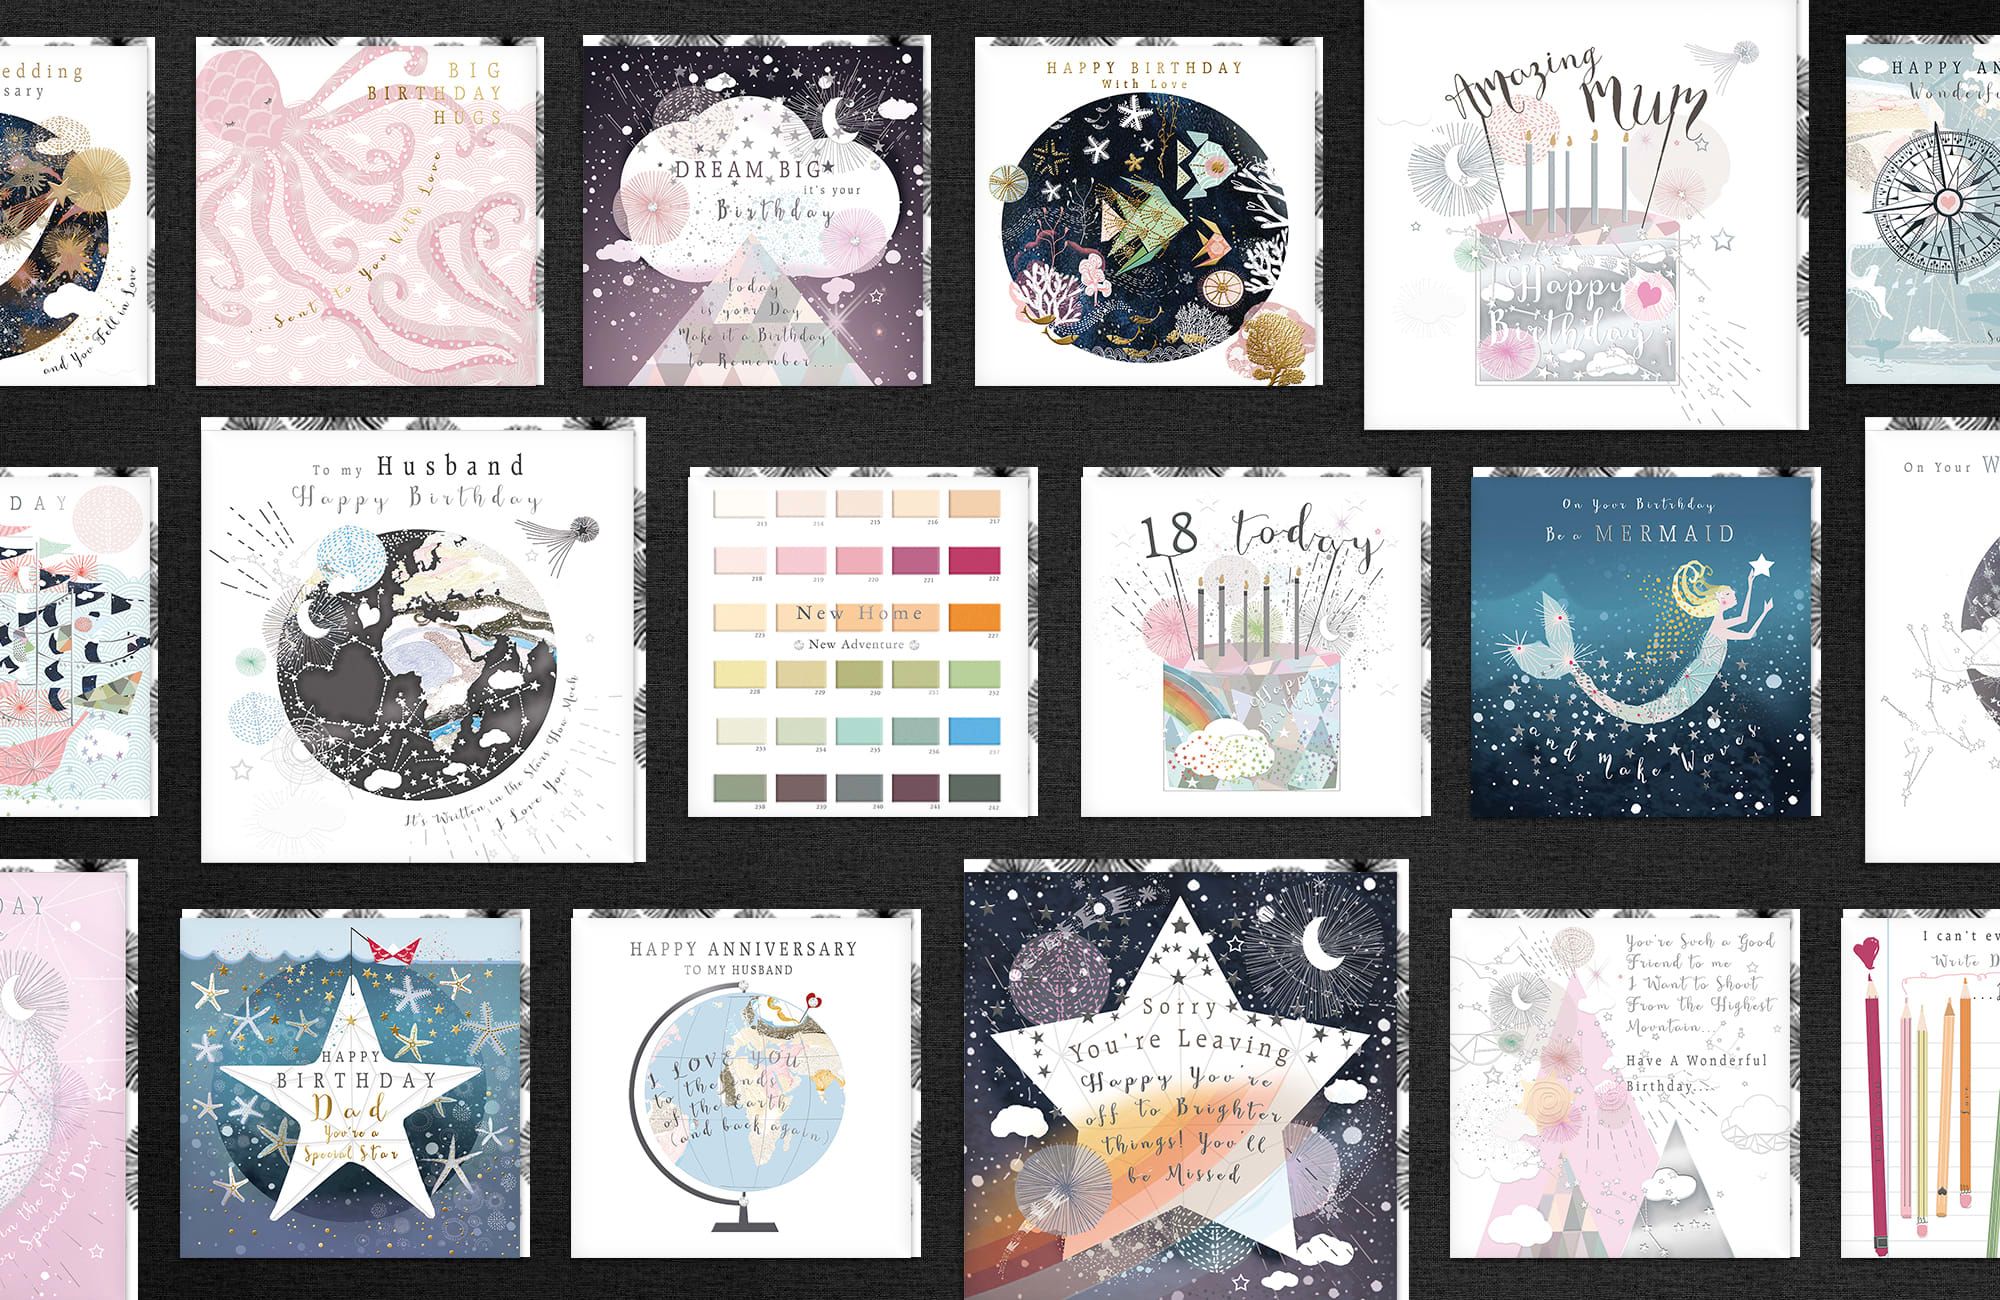 edding
sary
and You Fell in Love
BIG
BIRTHDAY
HUGS
...Sent to You With Love
DREAM BIG
it's your
Birthday
Today
is your Day
Make it a Birthday
to Remember...
HAPPY BIRTHDAY
With Love
Amazing
Mum
Happy
Birthday
HAPPY AN
Wonderfu
DAY
To my Husband
Happy Birthday
It's Written in the Stars How Much
I Love You
213 214 215 216 217
218 219 220 221 222
New Home
223 227
New Adventure
228 229 230 231 232
233 234 235 236 237
238 239 240 241 242
18 today
Happy
Birthday
On Your Birtrhday
Be a MERMAID
and Make Waves
On Your W
DAY
in the Stars
or Special Day
HAPPY
BIRTHDAY
Dad
You're a
Special Star
HAPPY ANNIVERSARY
TO MY HUSBAND
I LOVE YOU
to the ends
of the Earth
(and back again)
Sorry
You're Leaving
Happy You're
off to Brighter
things! You'll
be Missed
You're Such a Good
Friend to me
I Want to Shout
From the Highest
Mountain...
Have A Wonderful
Birthday....
I can't ev
Write D